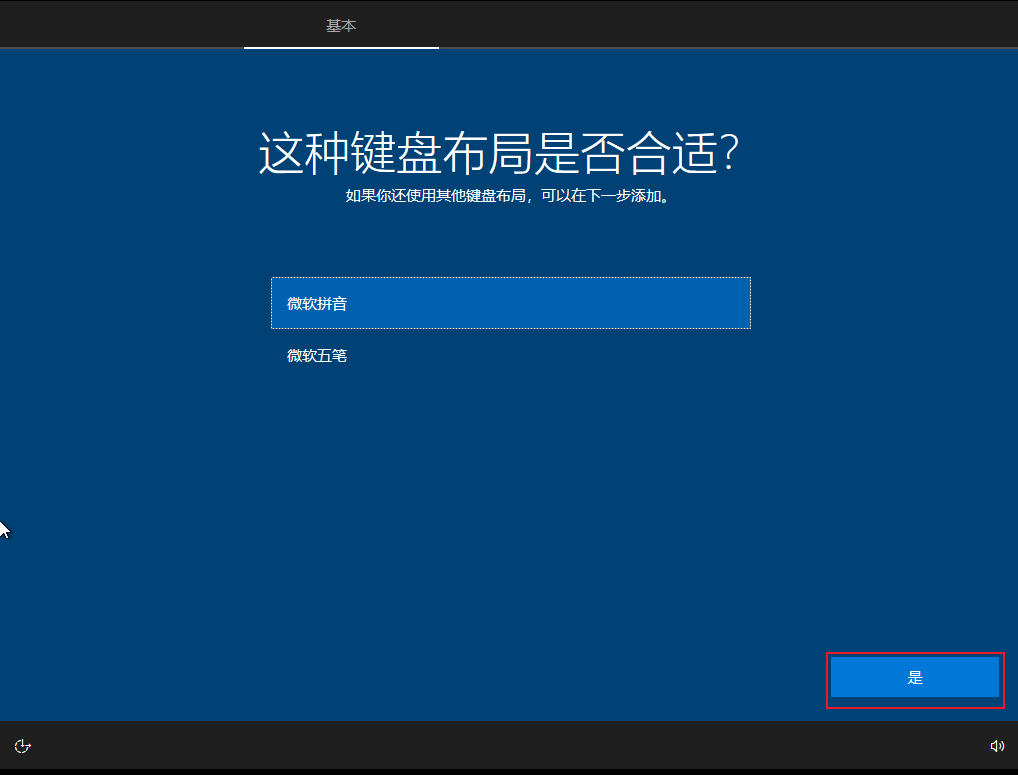 基本
这种键盘布局是否合适?
如果你还使用其他键盘布局，可以在下一步添加。
微软拼音
微软五笔
是